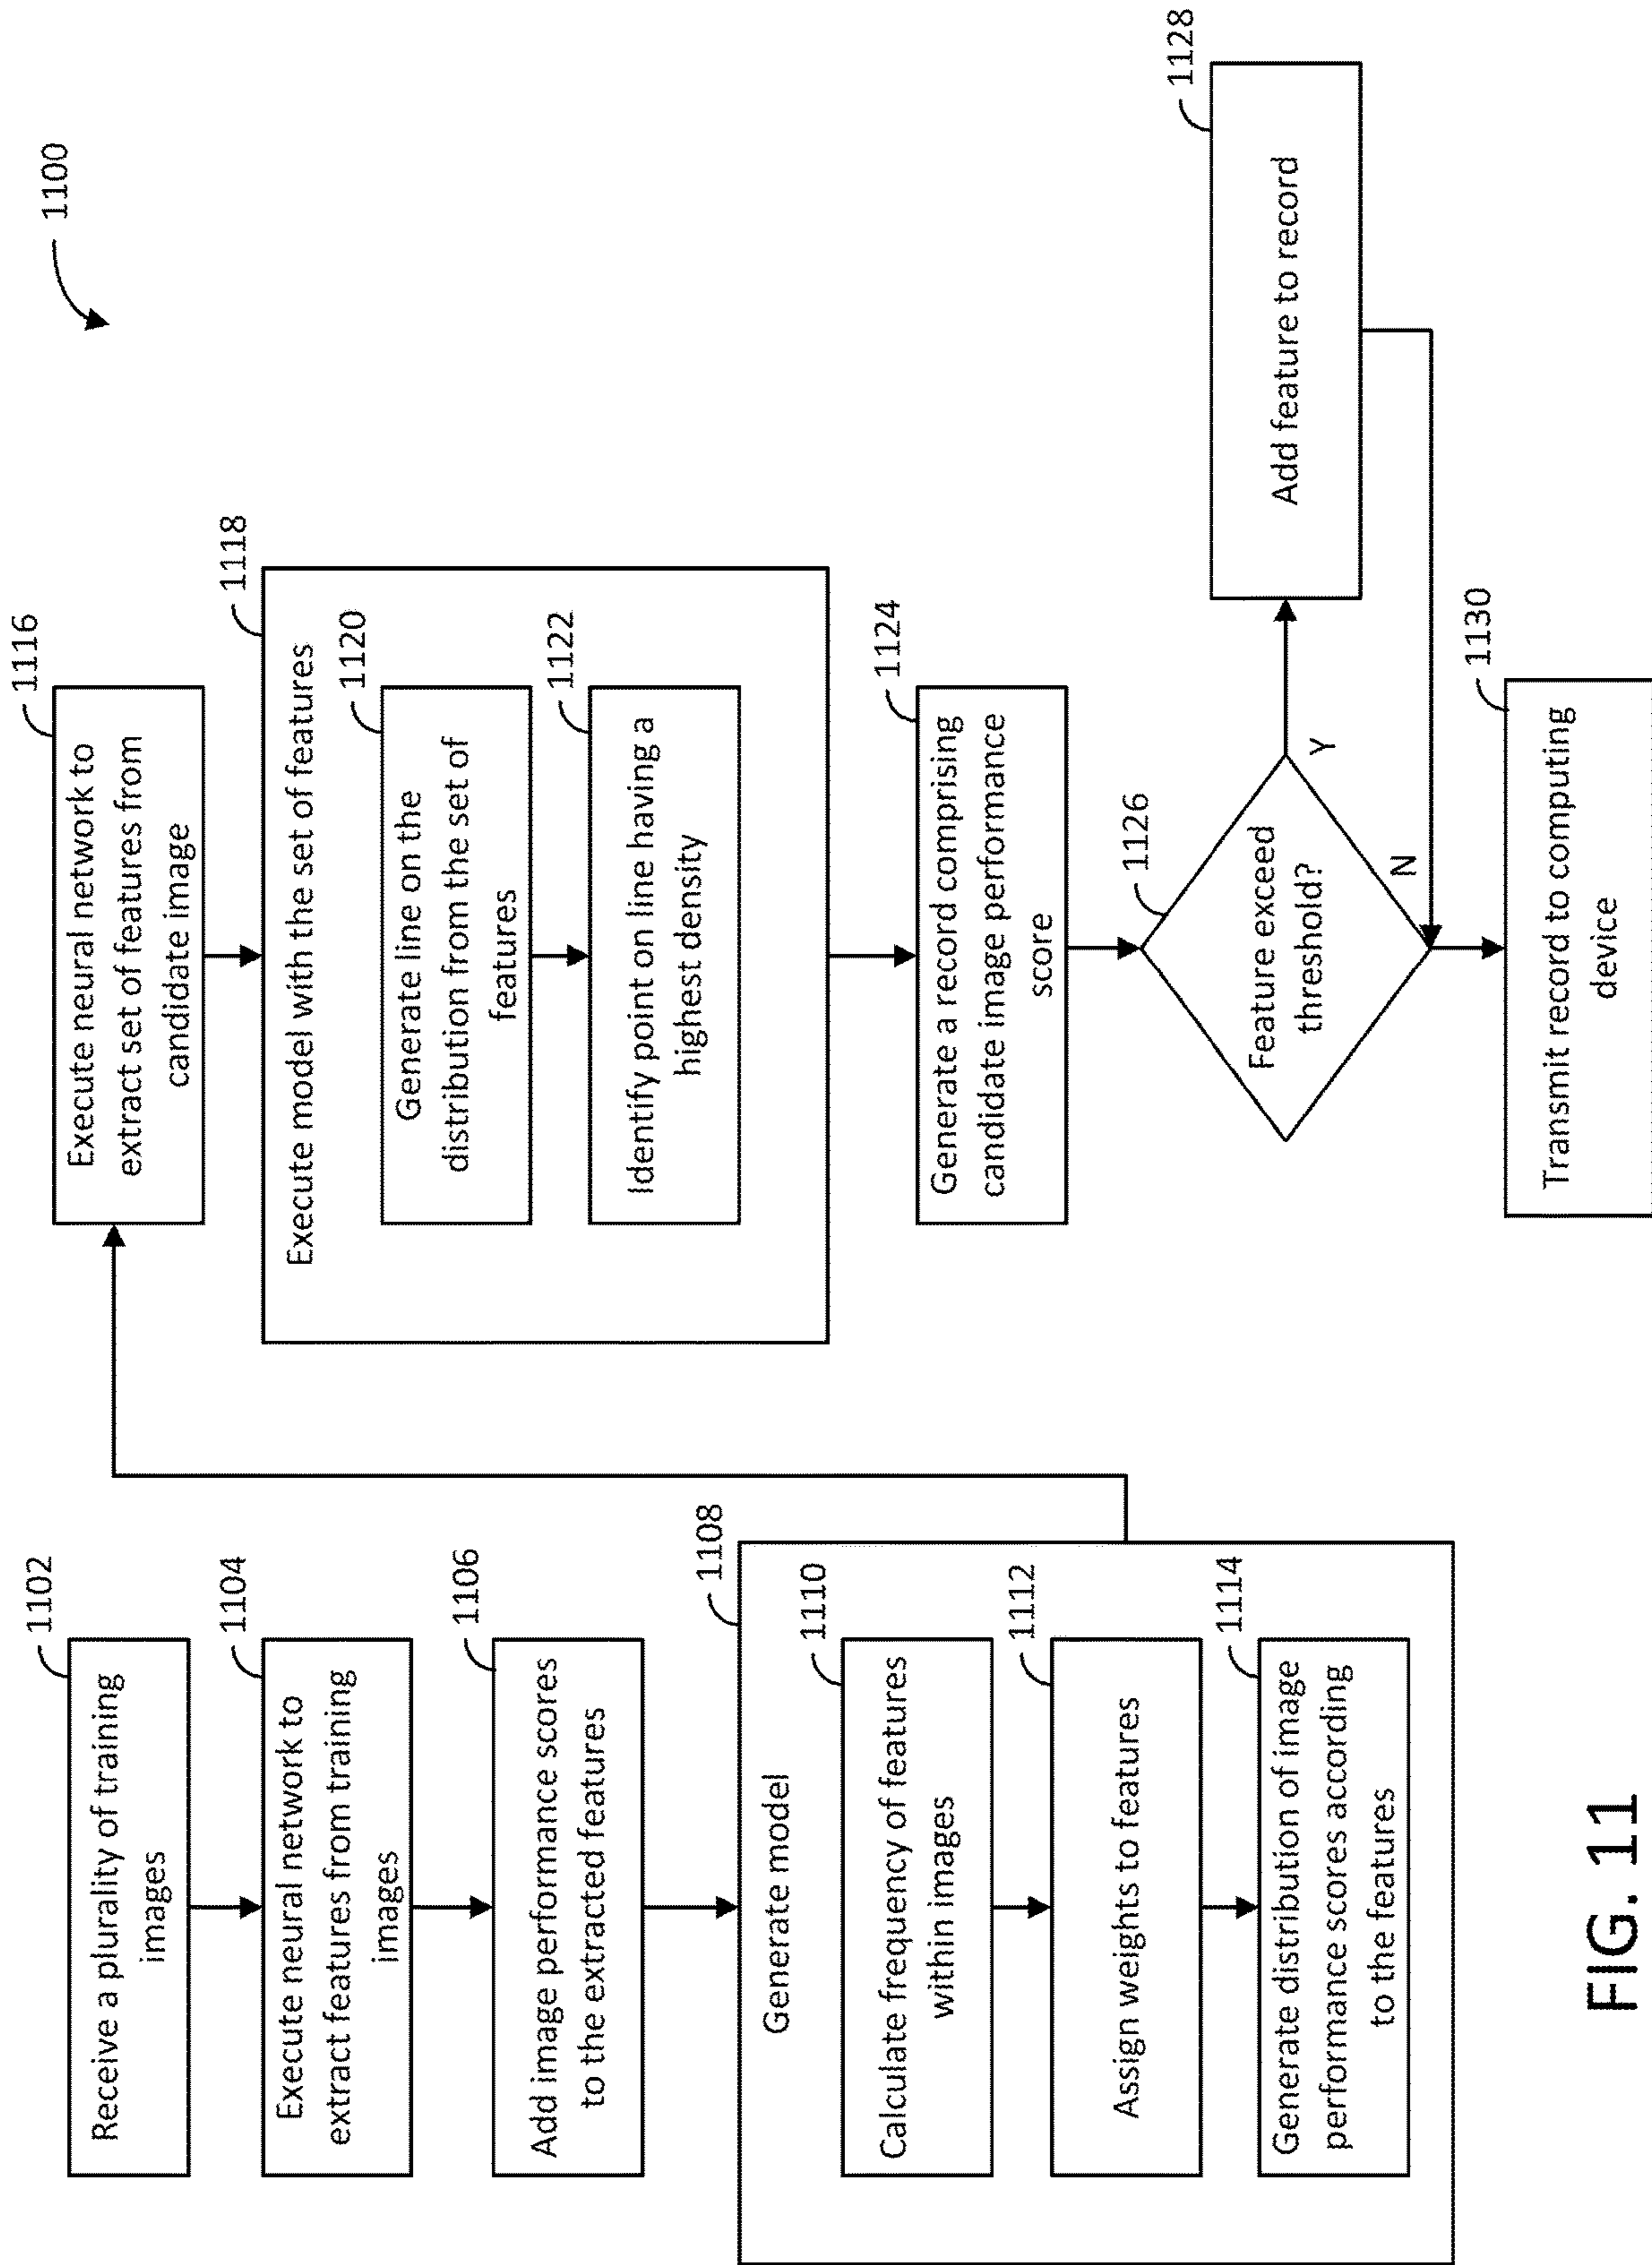 1100
1102
Receive a plurality of training
images
1104
Execute neural network to
extract features from training
images
1106
Add image performance scores
to the extracted features
1108
Generate model
1110
Calculate frequency of features
within images
1112
Assign weights to features
1114
Generate distribution of image
performance scores according
to the features
1116
Execute neural network to
extract set of features from
candidate image
1118
Execute model with the set of features
1120
Generate line on the
distribution from the set of
features
1122
Identify point on line having a
highest density
1124
Generate a record comprising
candidate image performance
score
1126
Feature exceed
threshold?
Y
N
1128
Add feature to record
1130
Transmit record to computing
device
FIG. 11